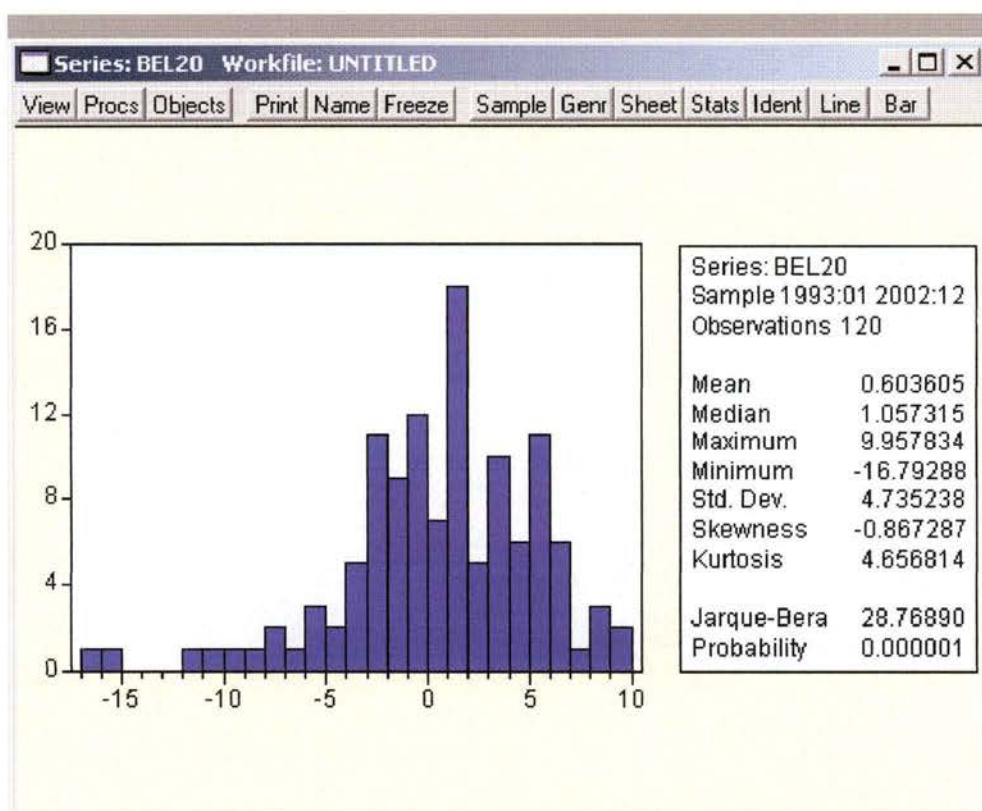 Series: BEL20 Workfile: UNTITLED
View Procs Objects Print Name Freeze Sample Genr Sheet Stats Ident Line Bar
20
16
12
8
4
0
-15 -10 -5 0 5 10
Series: BEL20
Sample 1993:01 2002:12
Observations 120
Mean 0.603605
Median 1.057315
Maximum 9.957834
Minimum -16.79288
Std. Dev. 4.735238
Skewness -0.867287
Kurtosis 4.656814
Jarque-Bera 28.76890
Probability 0.000001